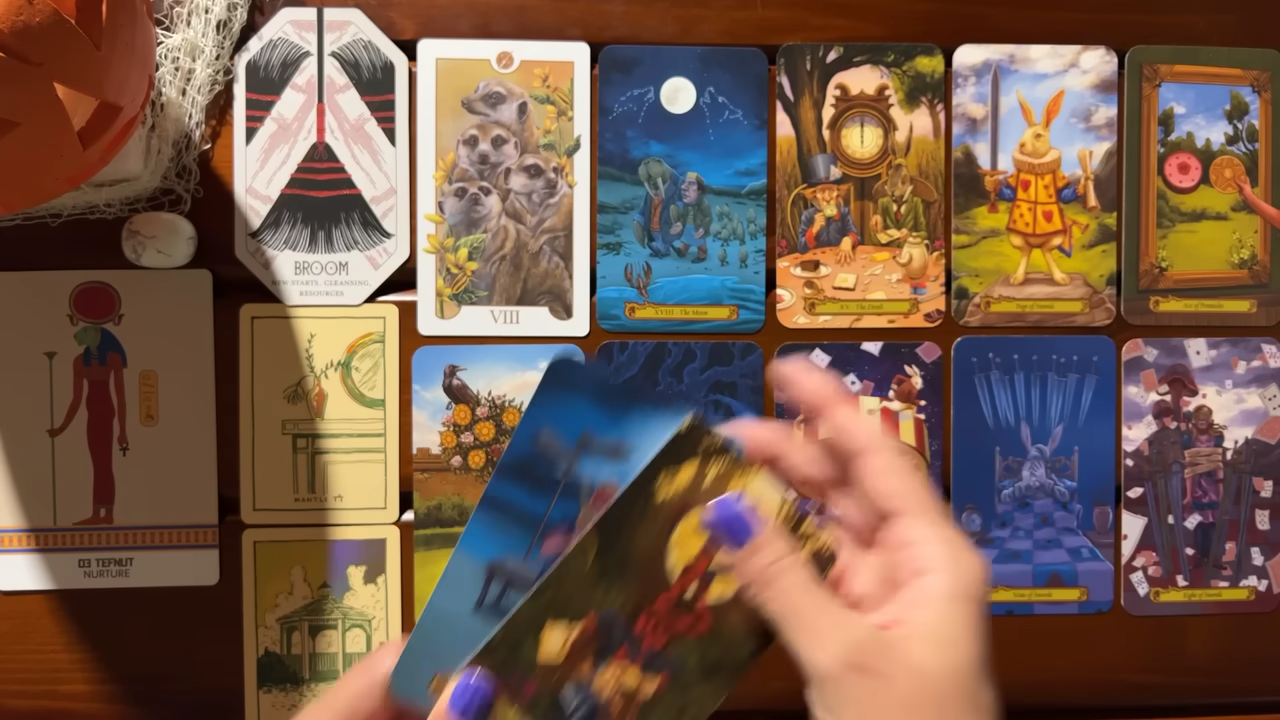 BROOM
NEW STARTS, CLEANSING,
RESOURCES
VIII
XVIII - The Moon
XV - The Devil
Page of Swords
Ace of Pentacles
03 TEFNUT
NURTURE
Nine of Swords
Eight of Swords